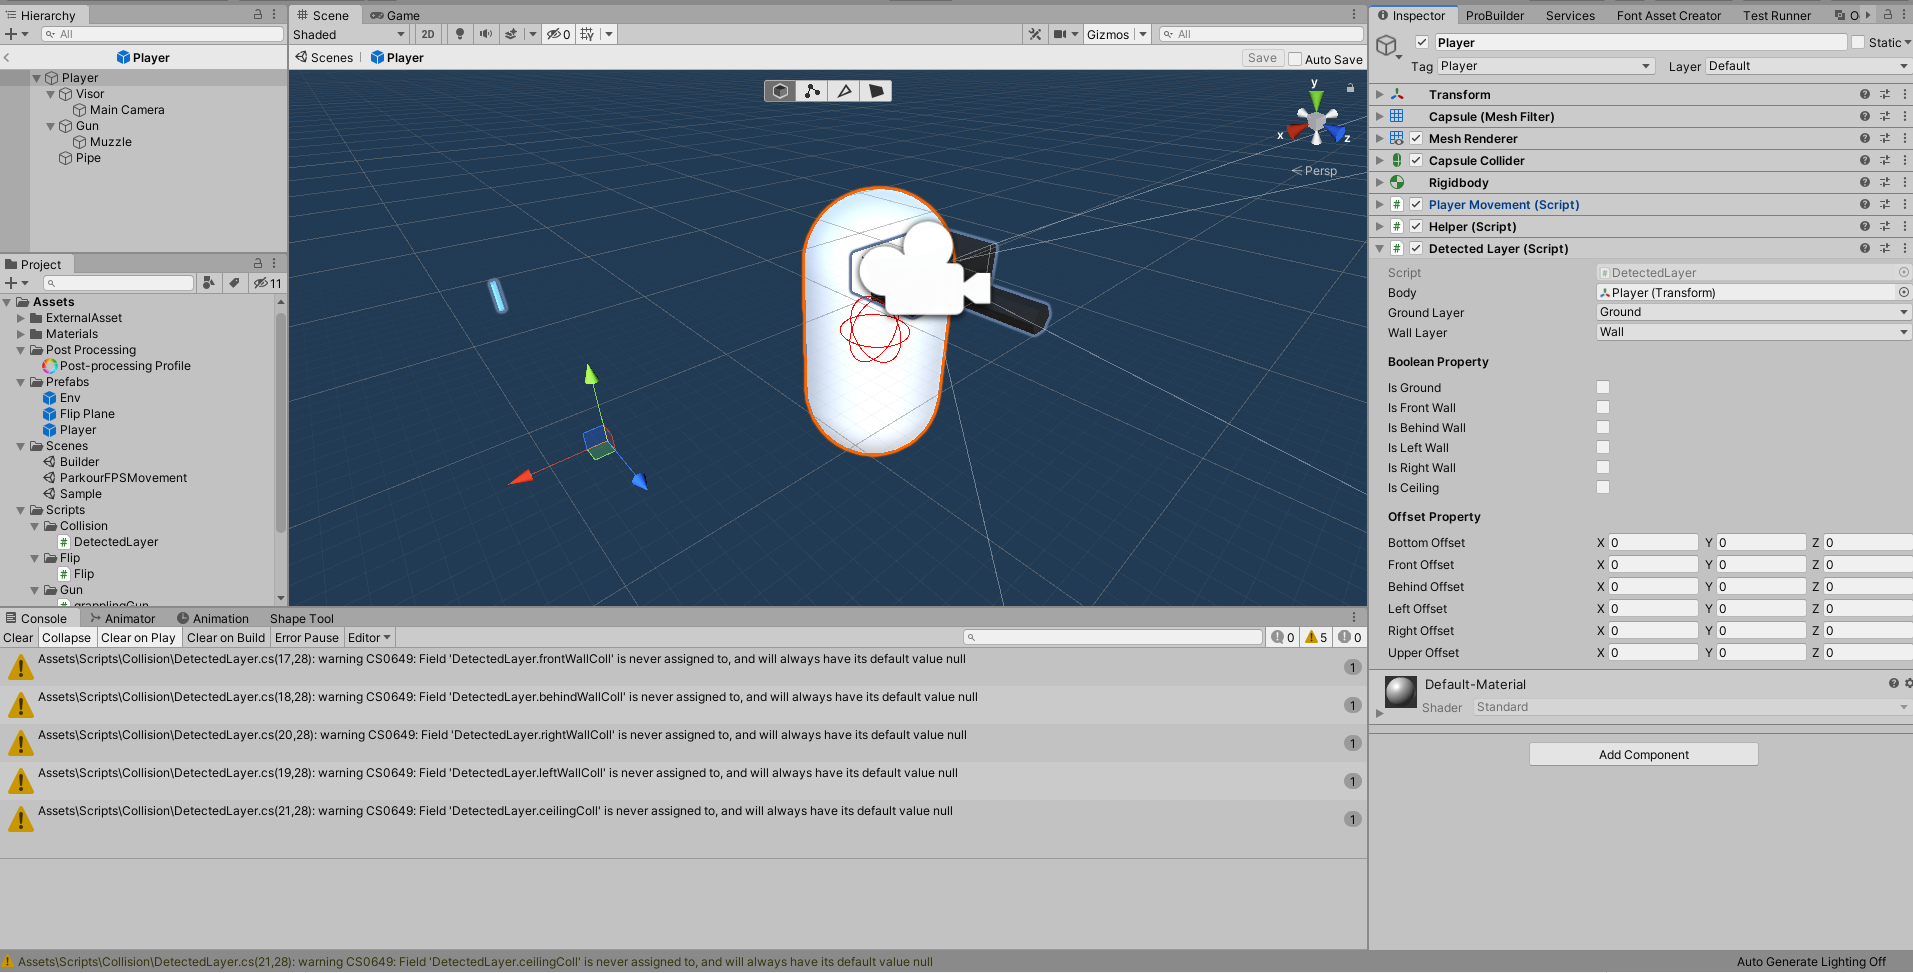 Hierarchy
All
Player
Player
Visor
Main Camera
Gun
Muzzle
Pipe
Project
11
Assets
ExternalAsset
Materials
Post Processing
Post-processing Profile
Prefabs
Env
Flip Plane
Player
Scenes
Builder
ParkourFPSMovement
Sample
Scripts
Collision
DetectedLayer
Flip
Flip
Gun
grapplingGun
Scene Game
Shaded 2D 0 Gizmos All
Scenes Player Save Auto Save
y
x
z
Persp
Inspector ProBuilder Services Font Asset Creator Test Runner O
Player Static
Tag Player Layer Default
Transform
Capsule (Mesh Filter)
Mesh Renderer
Capsule Collider
Rigidbody
Player Movement (Script)
Helper (Script)
Detected Layer (Script)
Script DetectedLayer
Body Player (Transform)
Ground Layer Ground
Wall Layer Wall
Boolean Property
Is Ground
Is Front Wall
Is Behind Wall
Is Left Wall
Is Right Wall
Is Ceiling
Offset Property
Bottom Offset X 0 Y 0 Z 0
Front Offset X 0 Y 0 Z 0
Behind Offset X 0 Y 0 Z 0
Left Offset X 0 Y 0 Z 0
Right Offset X 0 Y 0 Z 0
Upper Offset X 0 Y 0 Z 0
Default-Material
Shader Standard
Add Component
Console Animator Animation Shape Tool
Clear Collapse Clear on Play Clear on Build Error Pause Editor 0 5 0
Assets\Scripts\Collision\DetectedLayer.cs(17,28): warning CS0649: Field 'DetectedLayer.frontWallColl' is never assigned to, and will always have its default value null 1
Assets\Scripts\Collision\DetectedLayer.cs(18,28): warning CS0649: Field 'DetectedLayer.behindWallColl' is never assigned to, and will always have its default value null 1
Assets\Scripts\Collision\DetectedLayer.cs(20,28): warning CS0649: Field 'DetectedLayer.rightWallColl' is never assigned to, and will always have its default value null 1
Assets\Scripts\Collision\DetectedLayer.cs(19,28): warning CS0649: Field 'DetectedLayer.leftWallColl' is never assigned to, and will always have its default value null 1
Assets\Scripts\Collision\DetectedLayer.cs(21,28): warning CS0649: Field 'DetectedLayer.ceilingColl' is never assigned to, and will always have its default value null 1
Assets\Scripts\Collision\DetectedLayer.cs(21,28): warning CS0649: Field 'DetectedLayer.ceilingColl' is never assigned to, and will always have its default value null
Auto Generate Lighting Off